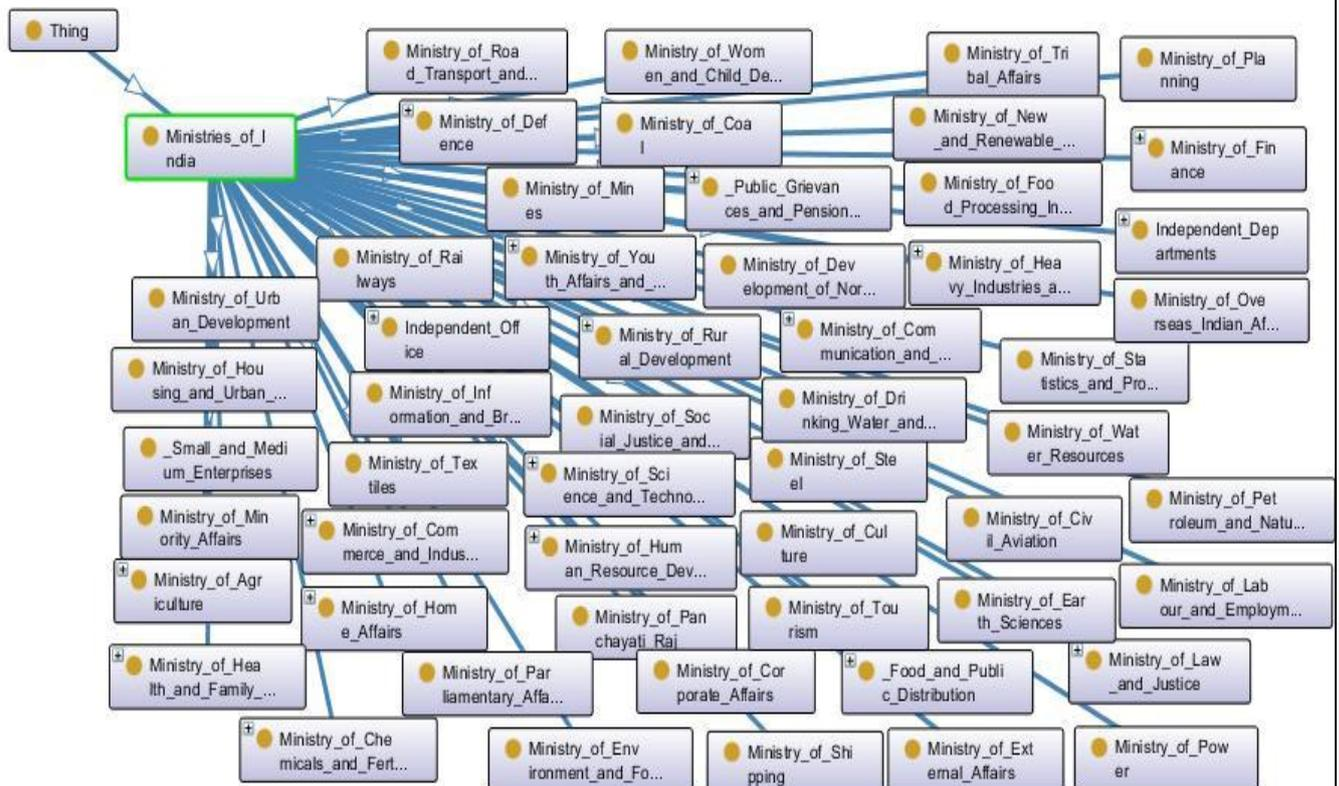 Thing
Ministries_of_I
ndia
Ministry_of_Roa
d_Transport_and...
Ministry_of_Wom
en_and_Child_De...
Ministry_of_Tri
bal_Affairs
Ministry_of_Pla
nning
Ministry_of_Def
ence
Ministry_of_Coa
l
Ministry_of_New
_and_Renewable_...
Ministry_of_Fin
ance
Ministry_of_Min
es
_Public_Grievan
ces_and_Pension...
Ministry_of_Foo
d_Processing_In...
Independent_Dep
artments
Ministry_of_Rai
lways
Ministry_of_You
th_Affairs_and_...
Ministry_of_Dev
elopment_of_Nor...
Ministry_of_Hea
vy_Industries_a...
Ministry_of_Ove
rseas_Indian_Af...
Ministry_of_Urb
an_Development
Independent_Off
ice
Ministry_of_Rur
al_Development
Ministry_of_Com
munication_and_...
Ministry_of_Sta
tistics_and_Pro...
Ministry_of_Hou
sing_and_Urban_...
Ministry_of_Inf
ormation_and_Br...
Ministry_of_Soc
ial_Justice_and...
Ministry_of_Dri
nking_Water_and...
Ministry_of_Wat
er_Resources
_Small_and_Medi
um_Enterprises
Ministry_of_Tex
tiles
Ministry_of_Sci
ence_and_Techno...
Ministry_of_Ste
el
Ministry_of_Pet
roleum_and_Natu...
Ministry_of_Min
ority_Affairs
Ministry_of_Com
merce_and_Indus...
Ministry_of_Hum
an_Resource_Dev...
Ministry_of_Cul
ture
Ministry_of_Civ
il_Aviation
Ministry_of_Agr
iculture
Ministry_of_Hom
e_Affairs
Ministry_of_Pan
chayati_Raj
Ministry_of_Tou
rism
Ministry_of_Ear
th_Sciences
Ministry_of_Lab
our_and_Employm...
Ministry_of_Hea
lth_and_Family_...
Ministry_of_Par
liamentary_Affa...
Ministry_of_Cor
porate_Affairs
_Food_and_Publi
c_Distribution
Ministry_of_Law
_and_Justice
Ministry_of_Che
micals_and_Fert...
Ministry_of_Env
ironment_and_Fo...
Ministry_of_Shi
pping
Ministry_of_Ext
ernal_Affairs
Ministry_of_Pow
er